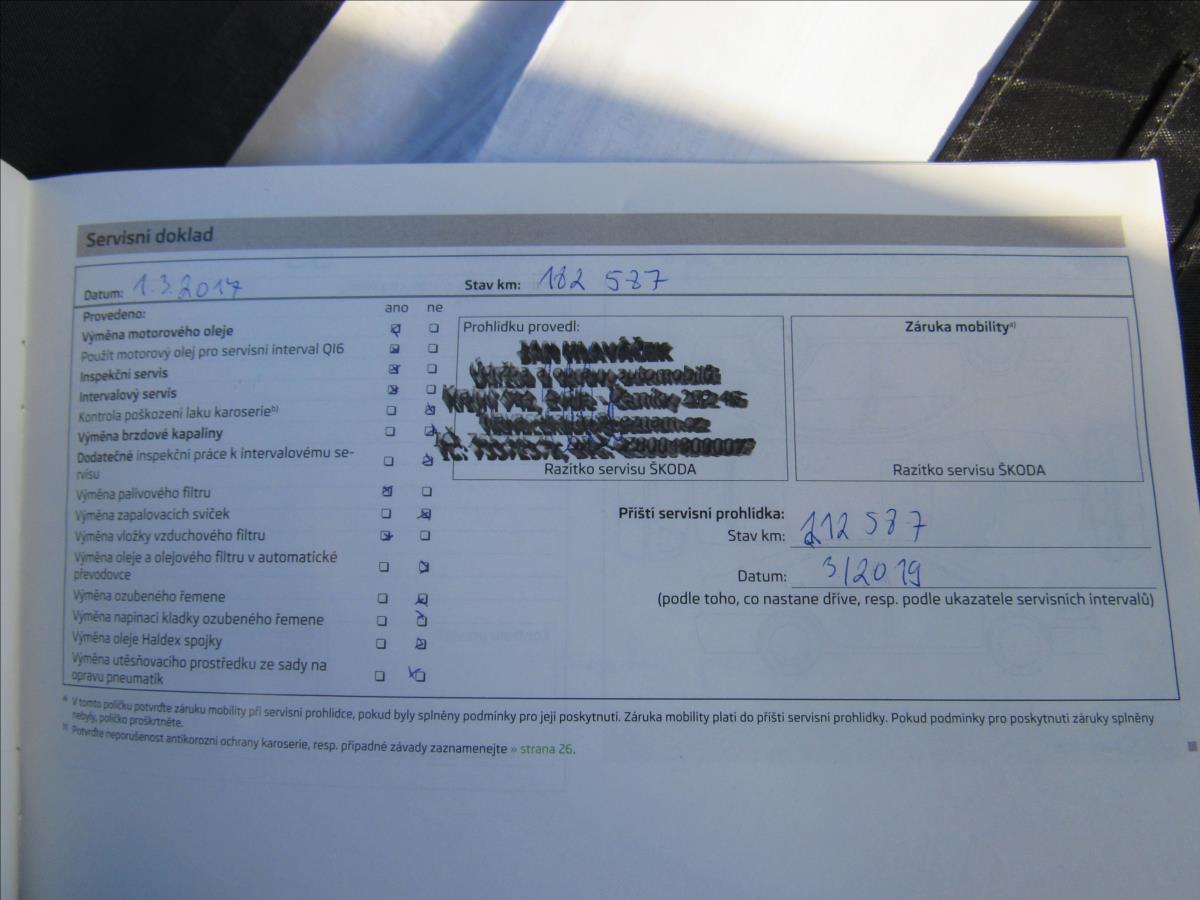 Servisní doklad
Datum: 1.3.2017 Stav km: 182 587
Provedeno: ano ne
Výměna motorového oleje
Použit motorový olej pro servisní interval QI6
Inspekční servis
Intervalový servis
Kontrola poškození laku karoserie b)
Výměna brzdové kapaliny
Dodatečné inspekční práce k intervalovému se-
rvisu
Výměna palivového filtru
Výměna zapalovacích svíček
Výměna vložky vzduchového filtru
Výměna oleje a olejového filtru v automatické
převodovce
Výměna ozubeného řemene
Výměna napínací kladky ozubeného řemene
Výměna oleje Haldex spojky
Výměna utěsňovacího prostředku ze sady na
opravu pneumatik
Prohlídku provedl:
JAN HLAVÁČEK
automobilů
Razítko servisu ŠKODA
Záruka mobility a)
Razítko servisu ŠKODA
Příští servisní prohlídka:
Stav km: 212 587
Datum: 3/2019
(podle toho, co nastane dříve, resp. podle ukazatele servisních intervalů)
a) V tomto políčku potvrďte záruku mobility při servisní prohlídce, pokud byly splněny podmínky pro její poskytnutí. Záruka mobility platí do příští servisní prohlídky. Pokud podmínky pro poskytnutí záruky splněny
nebyly, políčko proškrtněte.
b) Potvrďte neporušenost antikorozní ochrany karoserie, resp. případné závady zaznamenejte » strana 26.